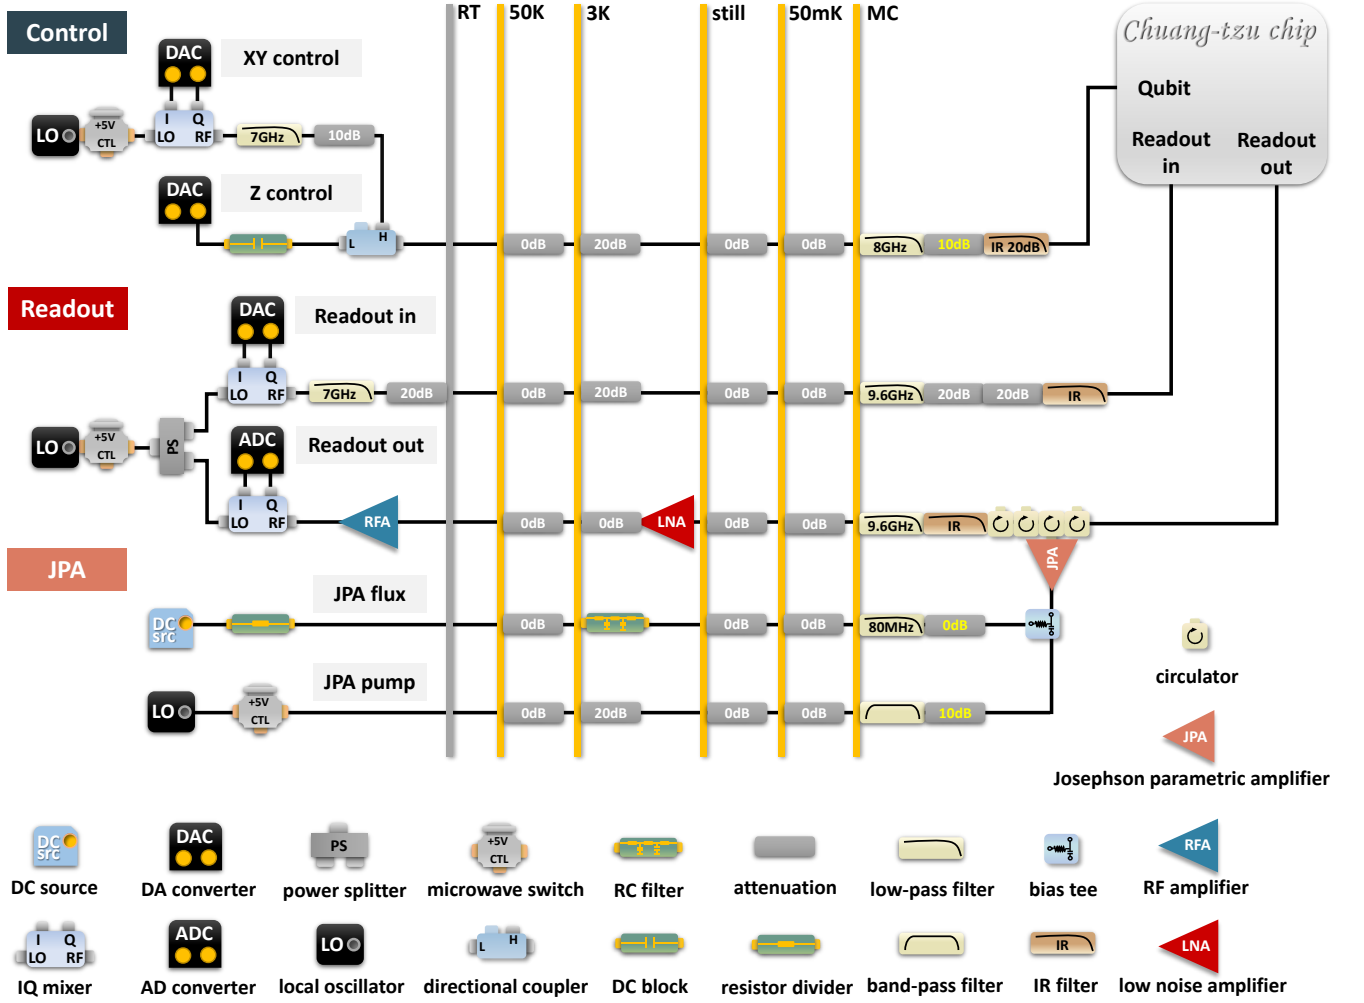 Control
RT
50K
3K
still
50mK
MC
Chuang-tzu chip
DAC
XY control
Qubit
LO
+5V
CTL
I Q
LO RF
7GHz
10dB
Readout
in
Readout
out
DAC
Z control
L
H
0dB
20dB
0dB
0dB
8GHz
10dB
IR 20dB
Readout
DAC
Readout in
I Q
LO RF
7GHz
20dB
0dB
20dB
0dB
0dB
9.6GHz
20dB
20dB
IR
LO
+5V
CTL
PS
ADC
Readout out
I Q
LO RF
RFA
0dB
0dB
LNA
0dB
0dB
9.6GHz
IR
JPA
JPA
JPA flux
DC
src
0dB
0dB
0dB
80MHz
0dB
circulator
JPA pump
LO
+5V
CTL
0dB
20dB
0dB
0dB
10dB
JPA
Josephson parametric amplifier
DC
src
DAC
PS
+5V
CTL
RFA
DC source
DA converter
power splitter
microwave switch
RC filter
attenuation
low-pass filter
bias tee
RF amplifier
I Q
LO RF
ADC
LO
L
H
IR
LNA
IQ mixer
AD converter
local oscillator
directional coupler
DC block
resistor divider
band-pass filter
IR filter
low noise amplifier